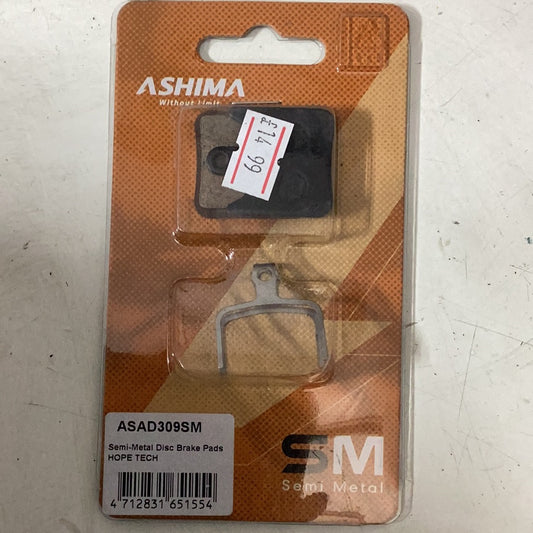 ASHIMA
Without Limit
14 99
ASAD309SM
Semi-Metal Disc Brake Pads
HOPE TECH
4 712831 651554
SM
Semi Metal